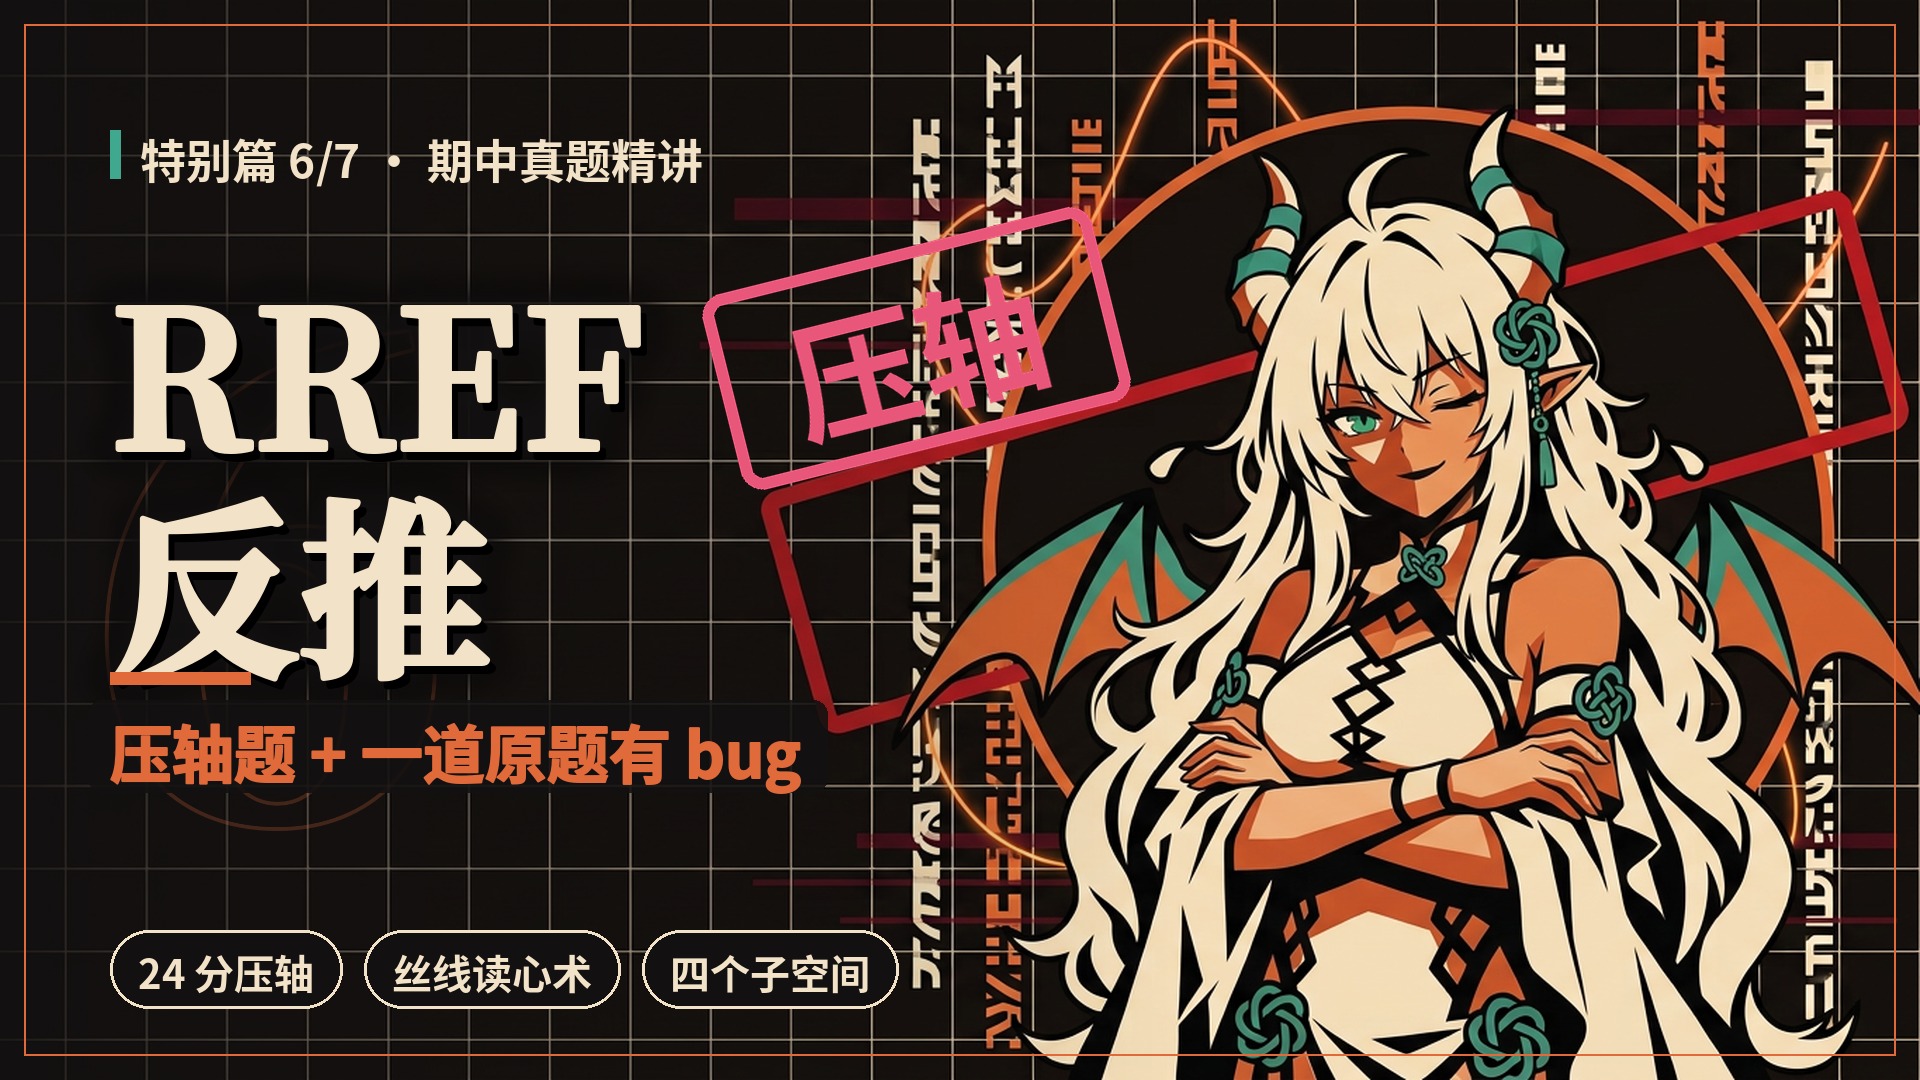 特别篇 6/7 · 期中真题精讲
RREF
反推
压轴
压轴题 + 一道原题有 bug
24 分压轴
丝线读心术
四个子空间